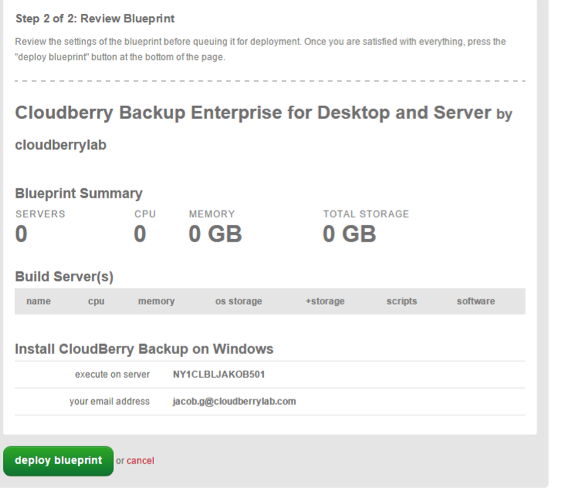 Step 2 of 2: Review Blueprint
Review the settings of the blueprint before queuing it for deployment. Once you are satisfied with everything, press the
"deploy blueprint" button at the bottom of the page.
Cloudberry Backup Enterprise for Desktop and Server by
cloudberrylab
Blueprint Summary
SERVERS CPU MEMORY TOTAL STORAGE
0 0 0 GB 0 GB
Build Server(s)
name cpu memory os storage +storage scripts software
Install CloudBerry Backup on Windows
execute on server NY1CLBLJAKOB501
your email address jacob.g@cloudberrylab.com
deploy blueprint or cancel